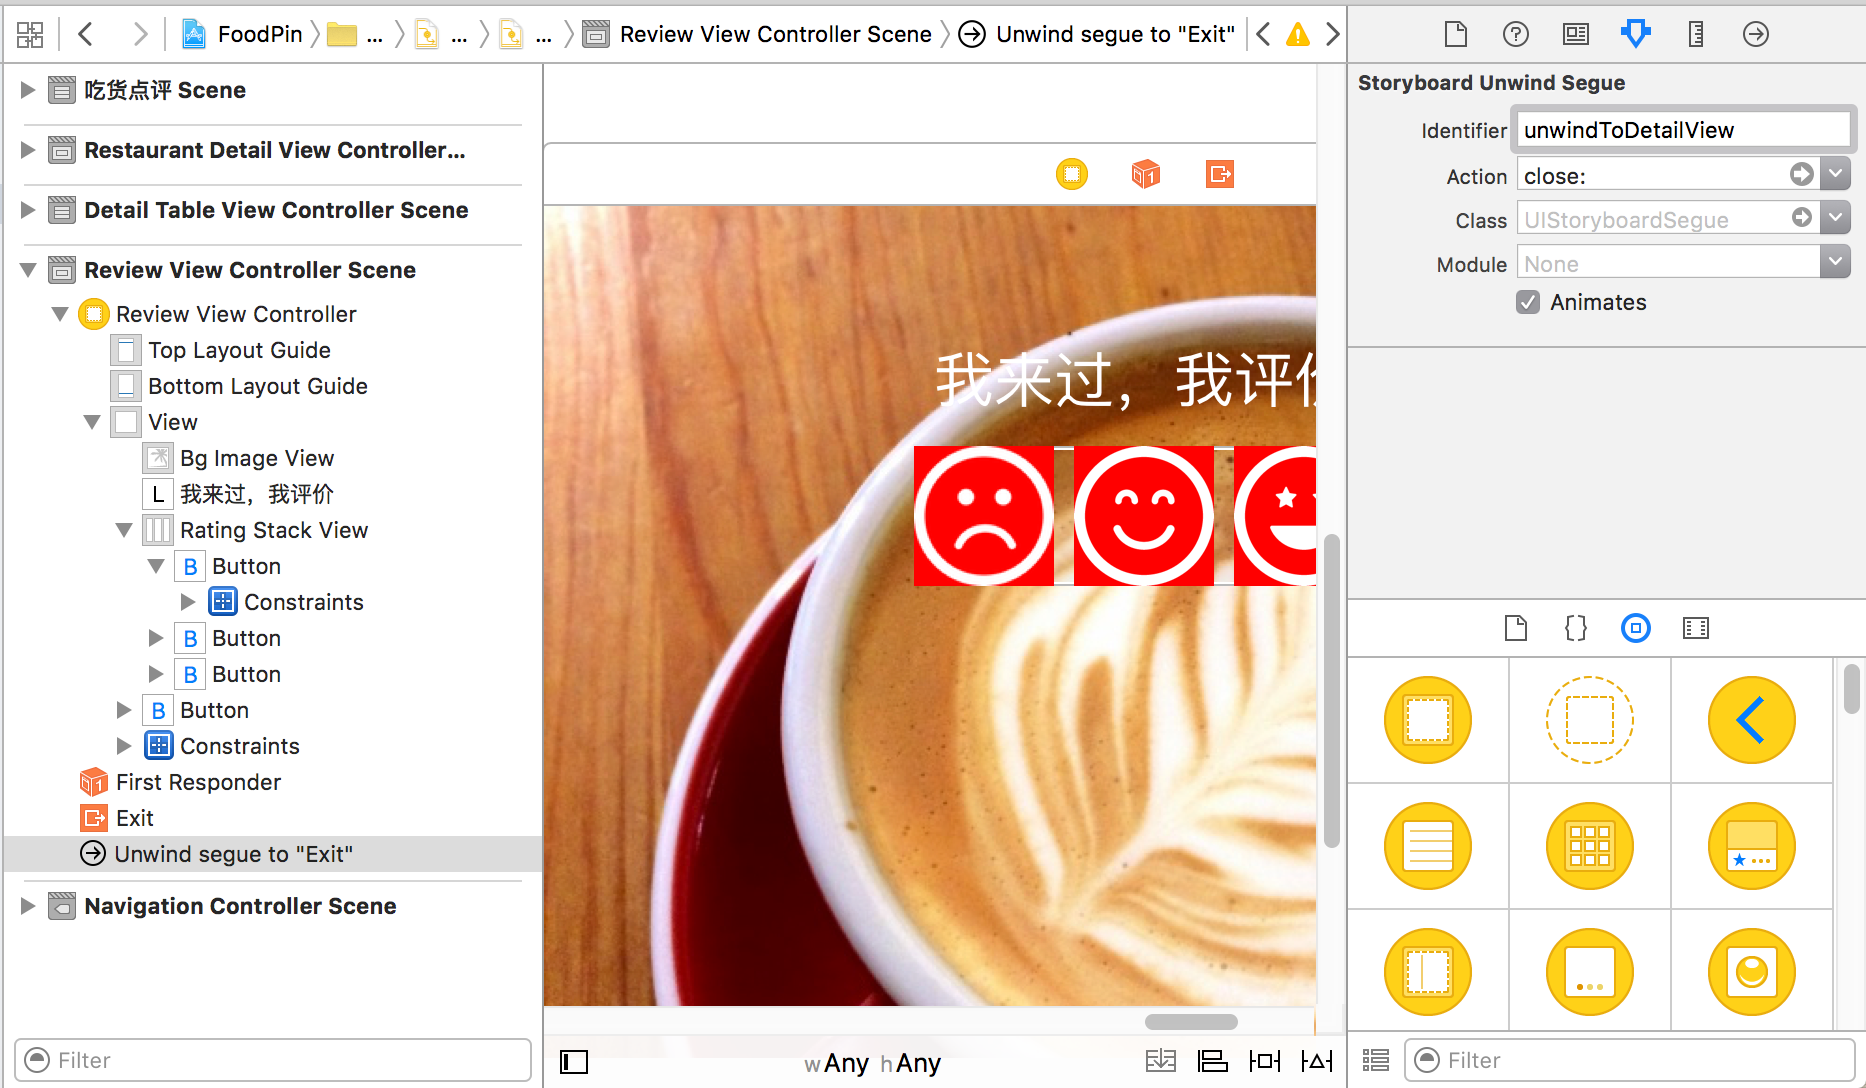 FoodPin ... ... ... Review View Controller Scene Unwind segue to "Exit"
吃货点评 Scene
Restaurant Detail View Controller...
Detail Table View Controller Scene
Review View Controller Scene
Review View Controller
Top Layout Guide
Bottom Layout Guide
View
Bg Image View
L 我来过，我评价
Rating Stack View
B Button
Constraints
B Button
B Button
B Button
Constraints
1 First Responder
Exit
Unwind segue to "Exit"
Navigation Controller Scene
Filter
1
我来过，我评
wAny hAny
Storyboard Unwind Segue
Identifier unwindToDetailView
Action close:
Class UIStoryboardSegue
Module None
Animates
{}
Filter